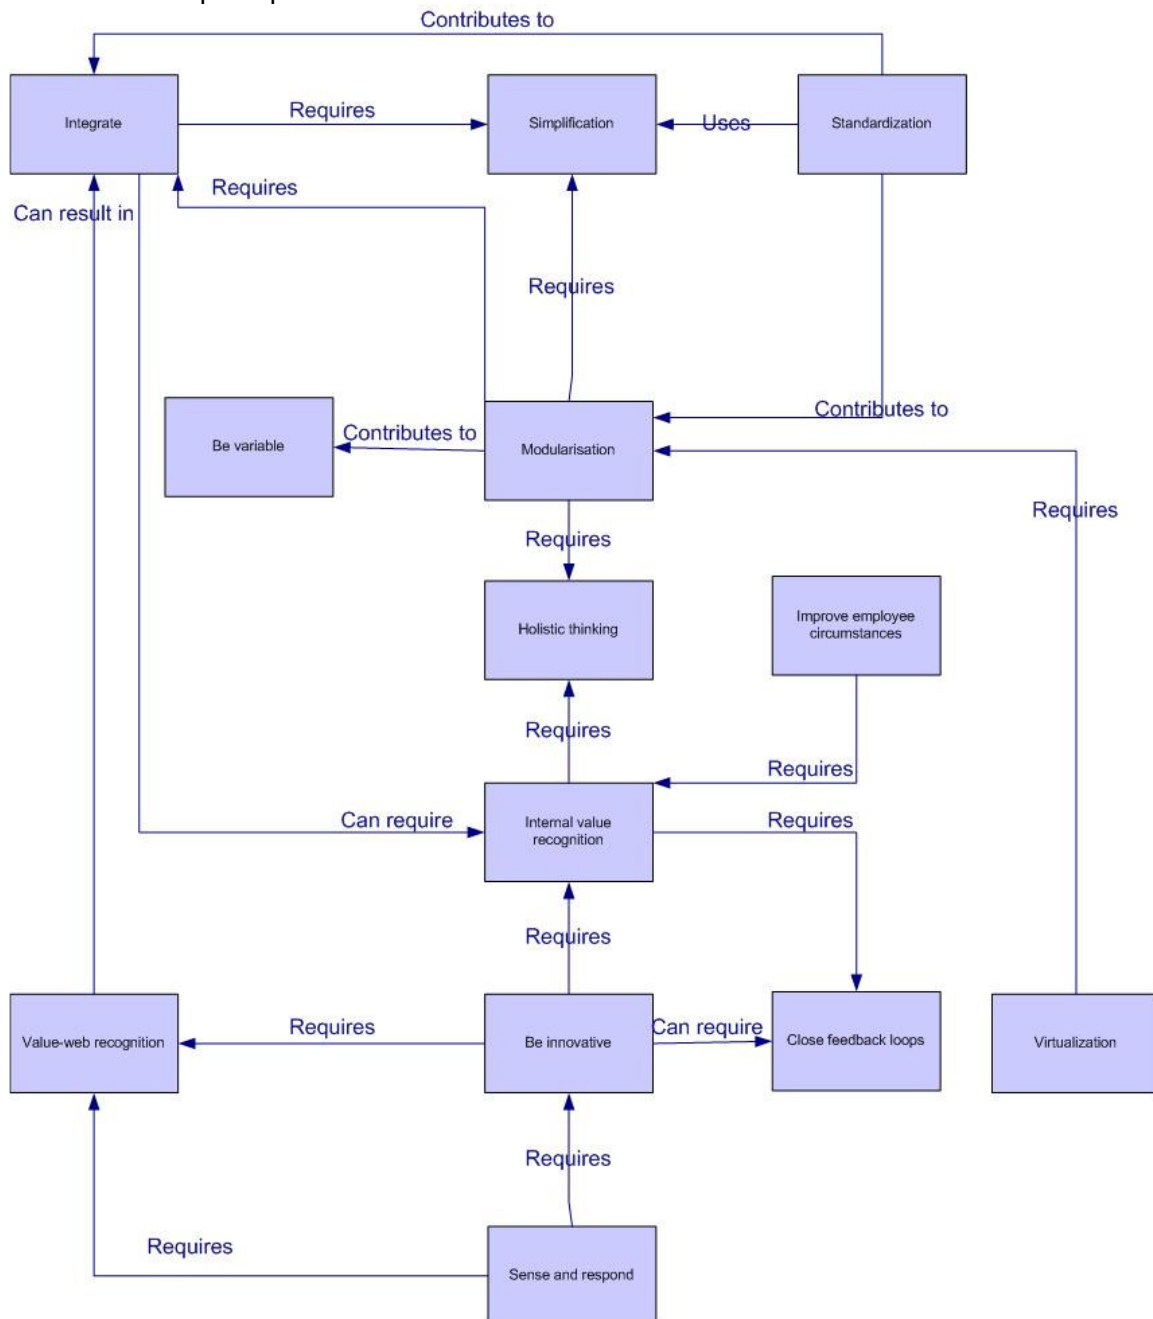 Contributes to
Integrate
Requires
Simplification
Uses
Standardization
Can result in
Requires
Requires
Be variable
Contributes to
Modularisation
Contributes to
Requires
Requires
Holistic thinking
Improve employee
circumstances
Requires
Requires
Can require
Internal value
recognition
Requires
Requires
Value-web recognition
Requires
Be innovative
Can require
Close feedback loops
Virtualization
Requires
Requires
Sense and respond